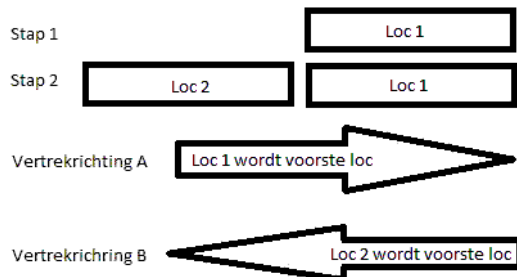 Stap 1
Loc 1
Stap 2
Loc 2
Loc 1
Vertrekrichting A
Loc 1 wordt voorste loc
Vertrekrichring B
Loc 2 wordt voorste loc